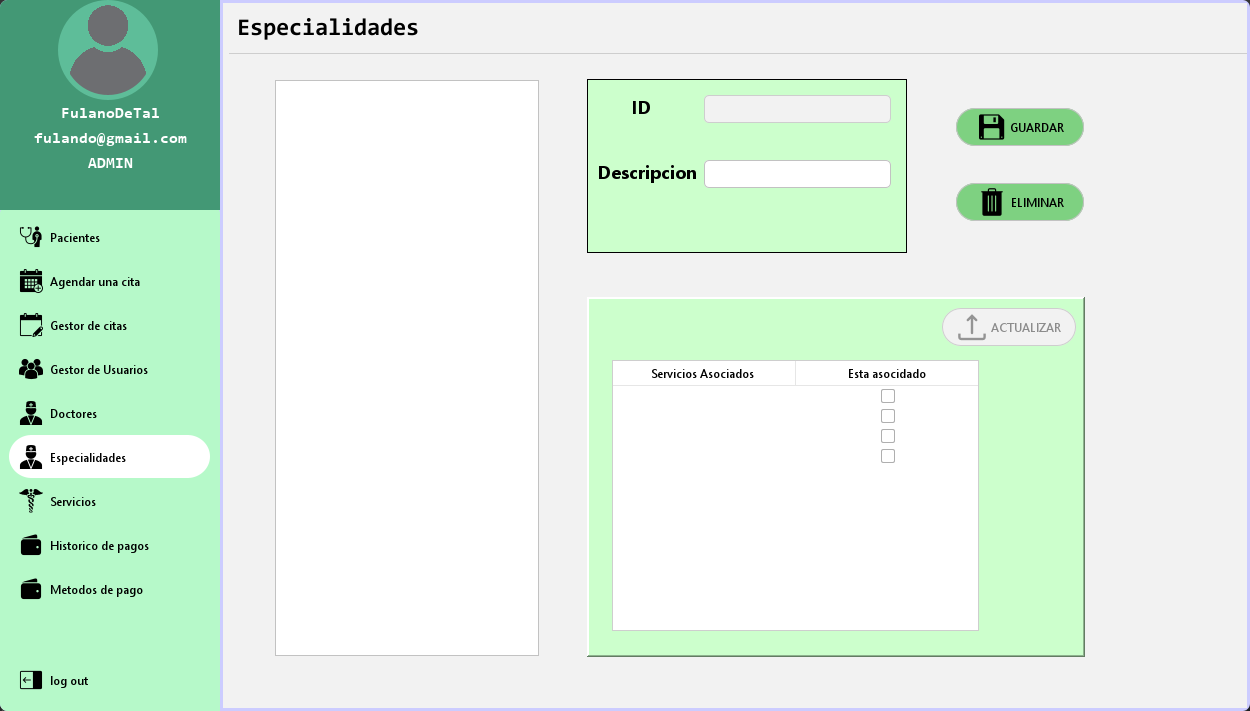 FulanoDeTal
fulando@gmail.com
ADMIN
Pacientes
Agendar una cita
Gestor de citas
Gestor de Usuarios
Doctores
Especialidades
Servicios
Historico de pagos
Metodos de pago
log out
Especialidades
ID
Descripcion
GUARDAR
ELIMINAR
ACTUALIZAR
Servicios Asociados Esta asocidado